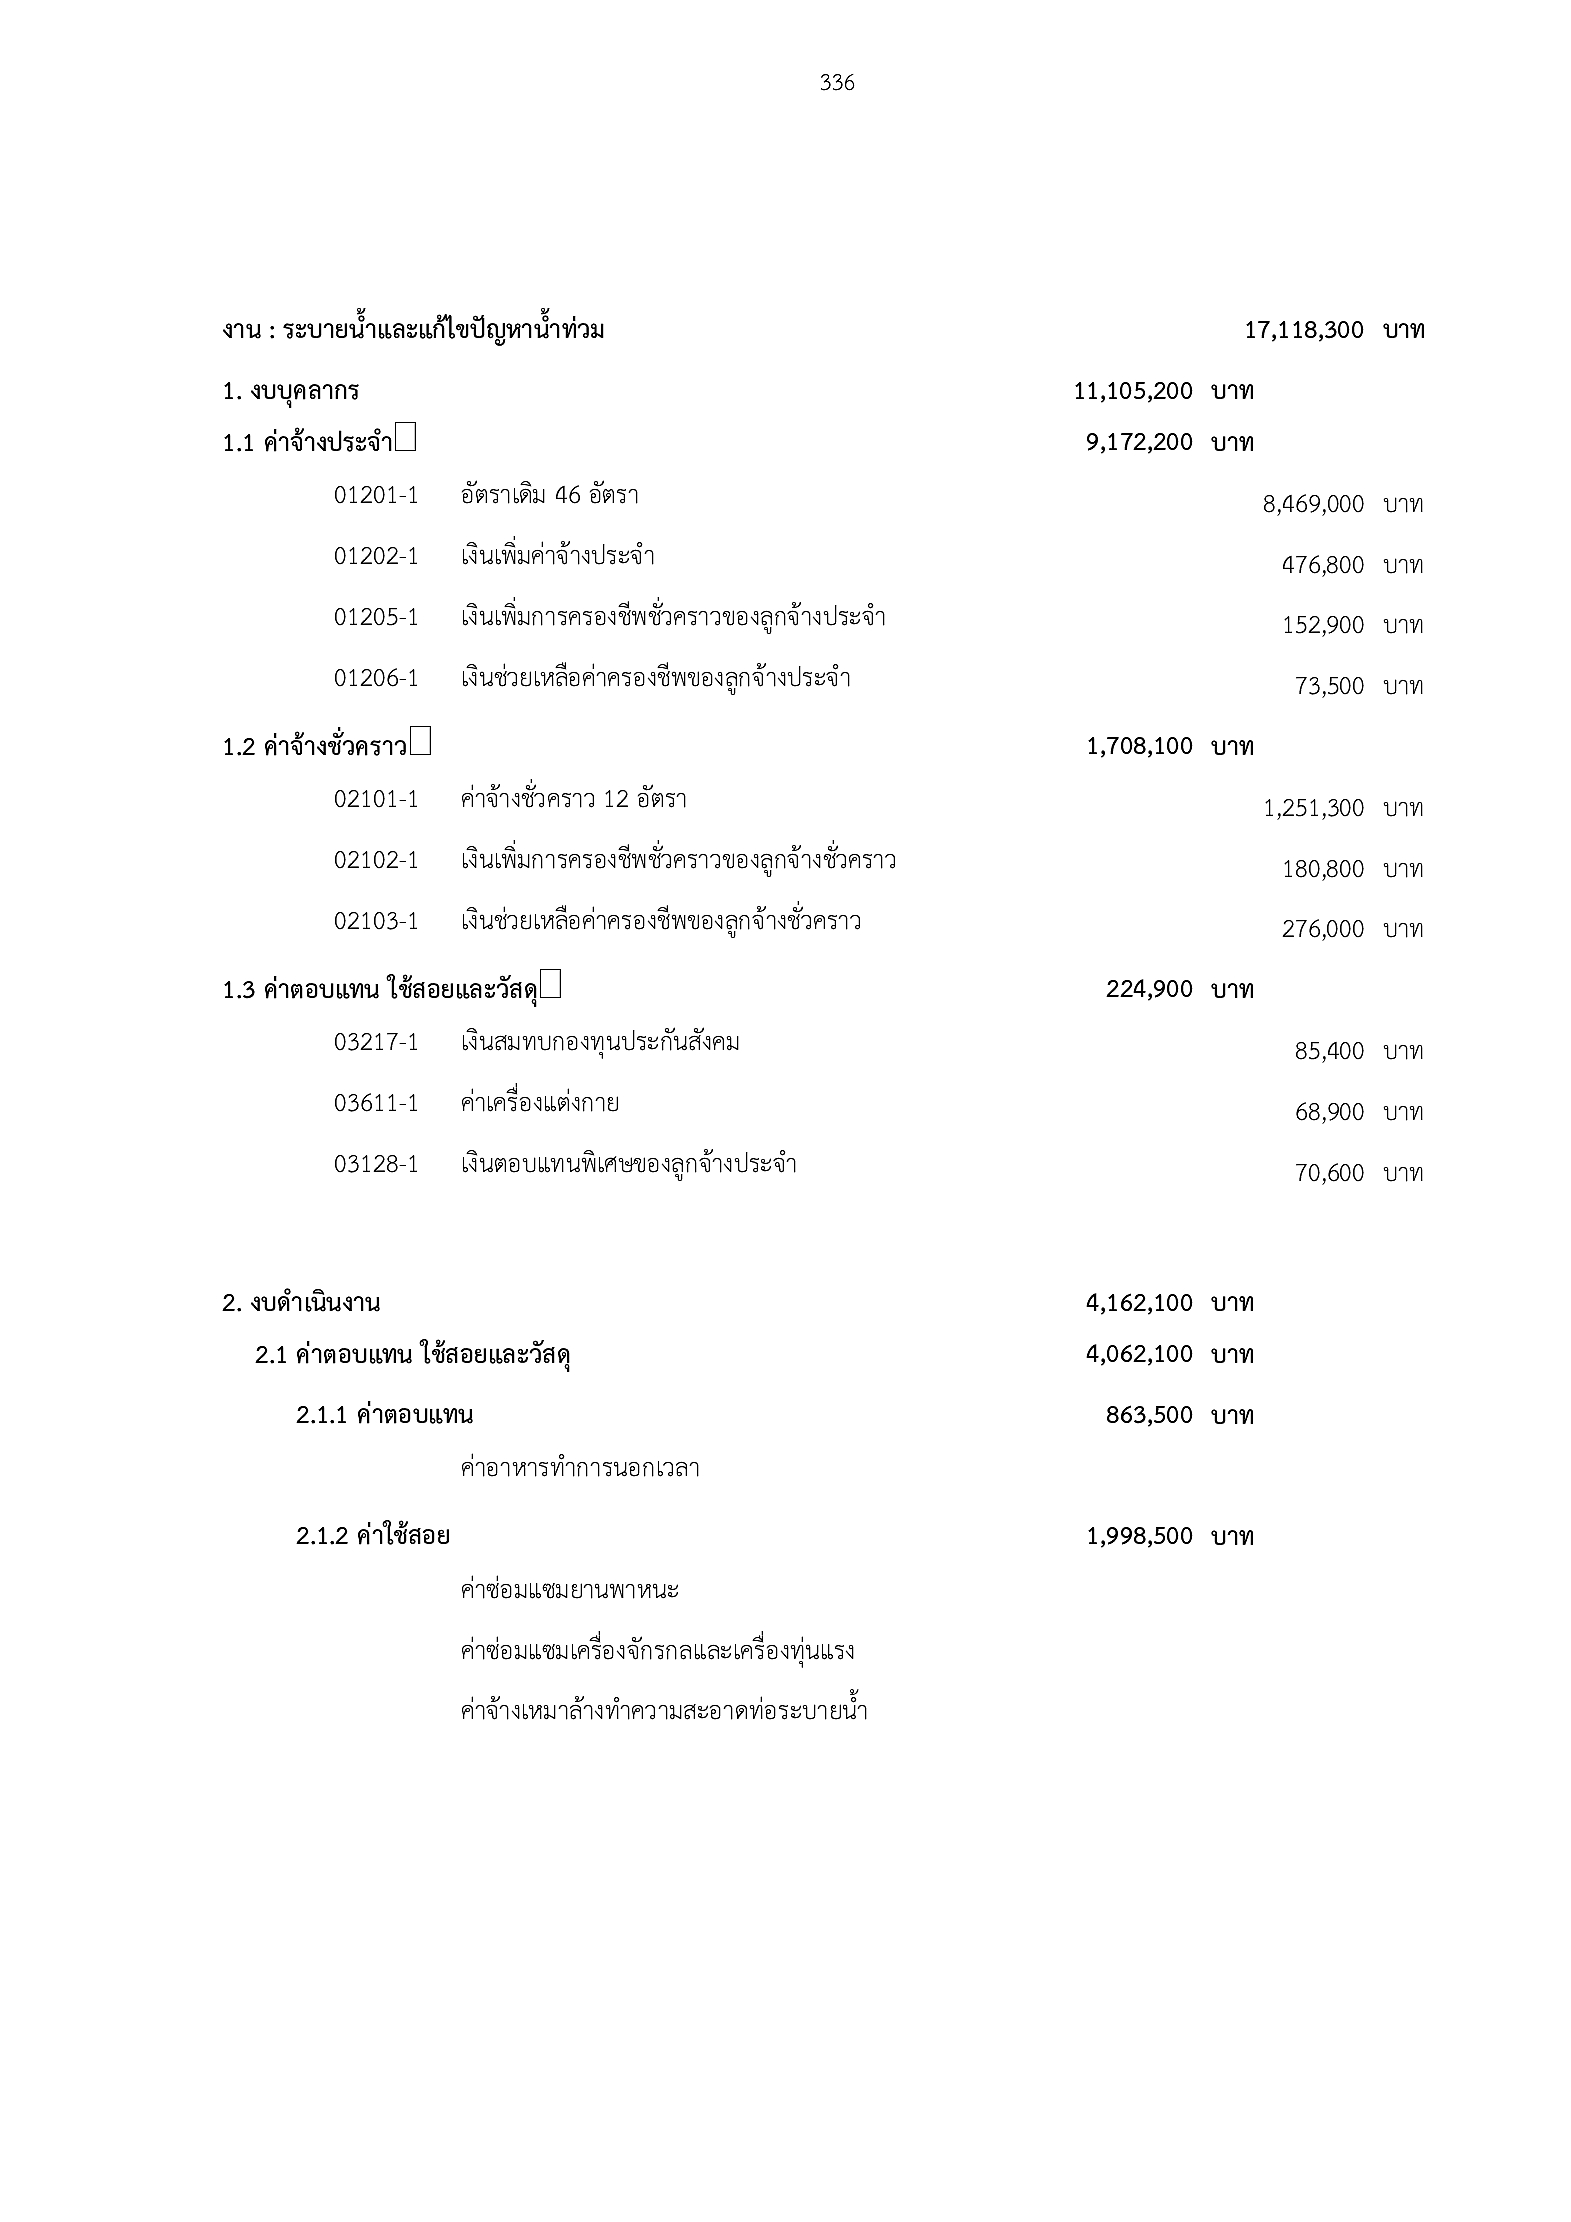 336
งาน : ระบายน้ำและแก้ไขปัญหาน้ำท่วม 17,118,300 บาท
1. งบบุคลากร 11,105,200 บาท
1.1 ค่าจ้างประจำ 9,172,200 บาท
01201-1 อัตราเดิม 46 อัตรา 8,469,000 บาท
01202-1 เงินเพิ่มค่าจ้างประจำ 476,800 บาท
01205-1 เงินเพิ่มการครองชีพชั่วคราวของลูกจ้างประจำ 152,900 บาท
01206-1 เงินช่วยเหลือค่าครองชีพของลูกจ้างประจำ 73,500 บาท
1.2 ค่าจ้างชั่วคราว 1,708,100 บาท
02101-1 ค่าจ้างชั่วคราว 12 อัตรา 1,251,300 บาท
02102-1 เงินเพิ่มการครองชีพชั่วคราวของลูกจ้างชั่วคราว 180,800 บาท
02103-1 เงินช่วยเหลือค่าครองชีพของลูกจ้างชั่วคราว 276,000 บาท
1.3 ค่าตอบแทน ใช้สอยและวัสดุ 224,900 บาท
03217-1 เงินสมทบกองทุนประกันสังคม 85,400 บาท
03611-1 ค่าเครื่องแต่งกาย 68,900 บาท
03128-1 เงินตอบแทนพิเศษของลูกจ้างประจำ 70,600 บาท
2. งบดำเนินงาน 4,162,100 บาท
2.1 ค่าตอบแทน ใช้สอยและวัสดุ 4,062,100 บาท
2.1.1 ค่าตอบแทน 863,500 บาท
ค่าอาหารทำการนอกเวลา
2.1.2 ค่าใช้สอย 1,998,500 บาท
ค่าซ่อมแซมยานพาหนะ
ค่าซ่อมแซมเครื่องจักรกลและเครื่องทุ่นแรง
ค่าจ้างเหมาล้างทำความสะอาดท่อระบายน้ำ